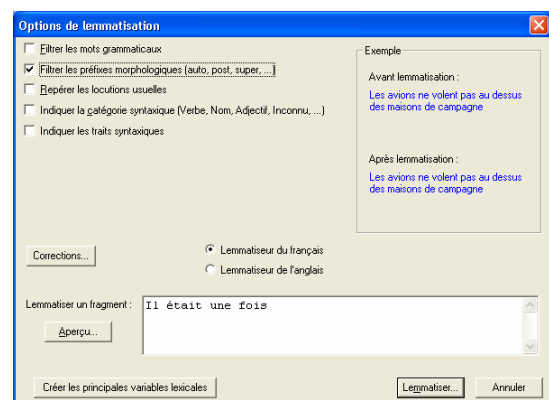 Options de lemmatisation
Filtrer les mots grammaticaux
Filtrer les préfixes morphologiques (auto, post, super, ...)
Repérer les locutions usuelles
Indiquer la catégorie syntaxique (Verbe, Nom, Adjectif, Inconnu, ...)
Indiquer les traits syntaxiques
Exemple
Avant lemmatisation :
Les avions ne volent pas au dessus
des maisons de campagne
Après lemmatisation :
Les avions ne volent pas au dessus
des maisons de campagne
Corrections...
Lemmatiseur du français
Lemmatiseur de l'anglais
Lemmatiser un fragment :
Il était une fois
Aperçu...
Créer les principales variables lexicales
Lemmatiser...
Annuler